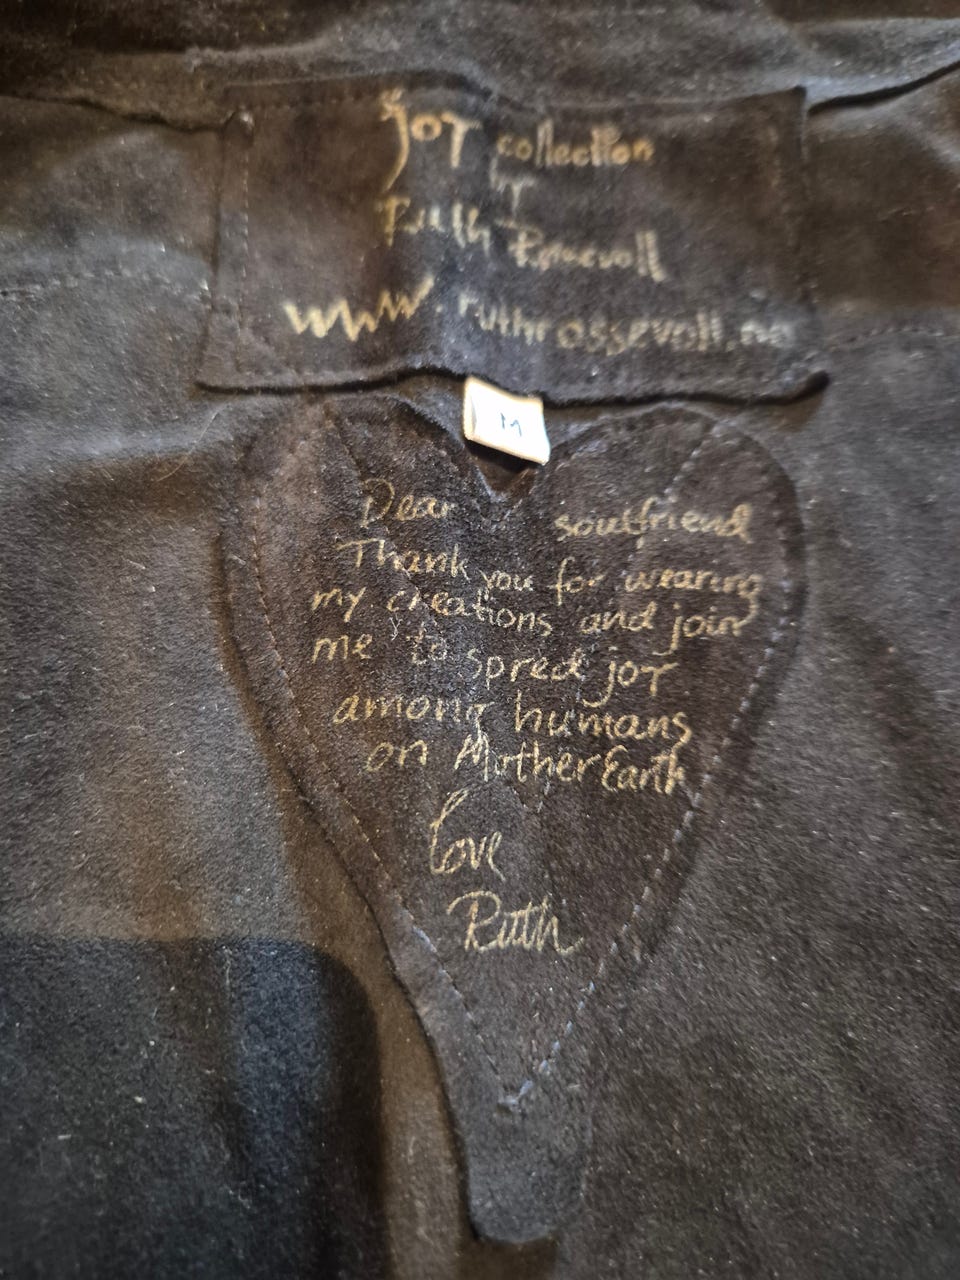 joy collection
by
Ruth Rossevoll
www.ruthrossevoll.no
M
Dear soulfriend
Thank you for wearing
my creations and join
me to spred joy
among humans
on Mother Earth
Love
Ruth